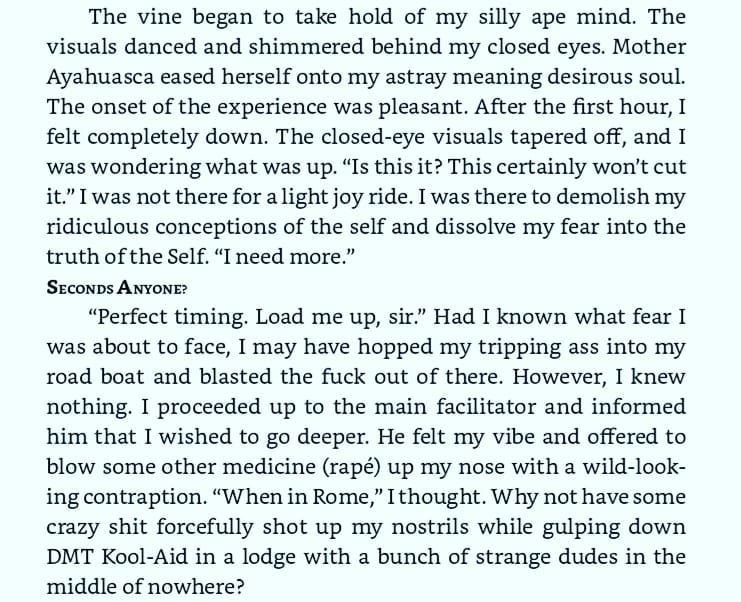 The vine began to take hold of my silly ape mind. The
visuals danced and shimmered behind my closed eyes. Mother
Ayahuasca eased herself onto my astray meaning desirous soul.
The onset of the experience was pleasant. After the first hour, I
felt completely down. The closed-eye visuals tapered off, and I
was wondering what was up. “Is this it? This certainly won’t cut
it.” I was not there for a light joy ride. I was there to demolish my
ridiculous conceptions of the self and dissolve my fear into the
truth of the Self. “I need more.”
Seconds Anyone?
“Perfect timing. Load me up, sir.” Had I known what fear I
was about to face, I may have hopped my tripping ass into my
road boat and blasted the fuck out of there. However, I knew
nothing. I proceeded up to the main facilitator and informed
him that I wished to go deeper. He felt my vibe and offered to
blow some other medicine (rapé) up my nose with a wild-look-
ing contraption. “When in Rome,” I thought. Why not have some
crazy shit forcefully shot up my nostrils while gulping down
DMT Kool-Aid in a lodge with a bunch of strange dudes in the
middle of nowhere?